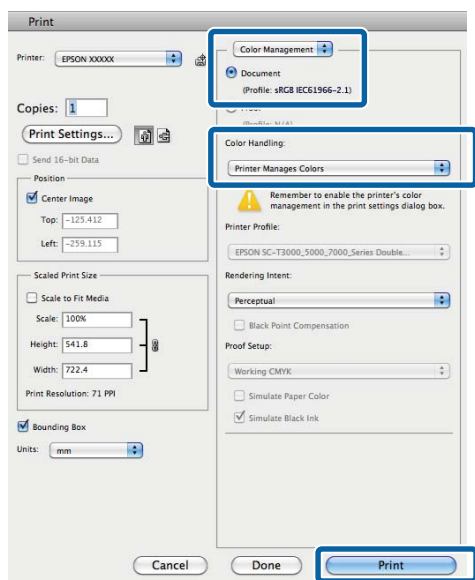 Print
Printer: EPSON XXXXX
Copies: 1
Print Settings...
Send 16-bit Data
Position
Center Image
Top: -125.412
Left: -259.115
Scaled Print Size
Scale to Fit Media
Scale: 100%
Height: 541.8
Width: 722.4
Print Resolution: 71 PPI
Bounding Box
Units: mm
Color Management
Document
(Profile: sRGB IEC61966-2.1)
Color Handling:
Printer Manages Colors
Remember to enable the printer's color
management in the print settings dialog box.
Printer Profile:
EPSON SC-T3000_5000_7000_Series Double...
Rendering Intent:
Perceptual
Black Point Compensation
Proof Setup:
Working CMYK
Simulate Paper Color
Simulate Black Ink
Cancel
Done
Print